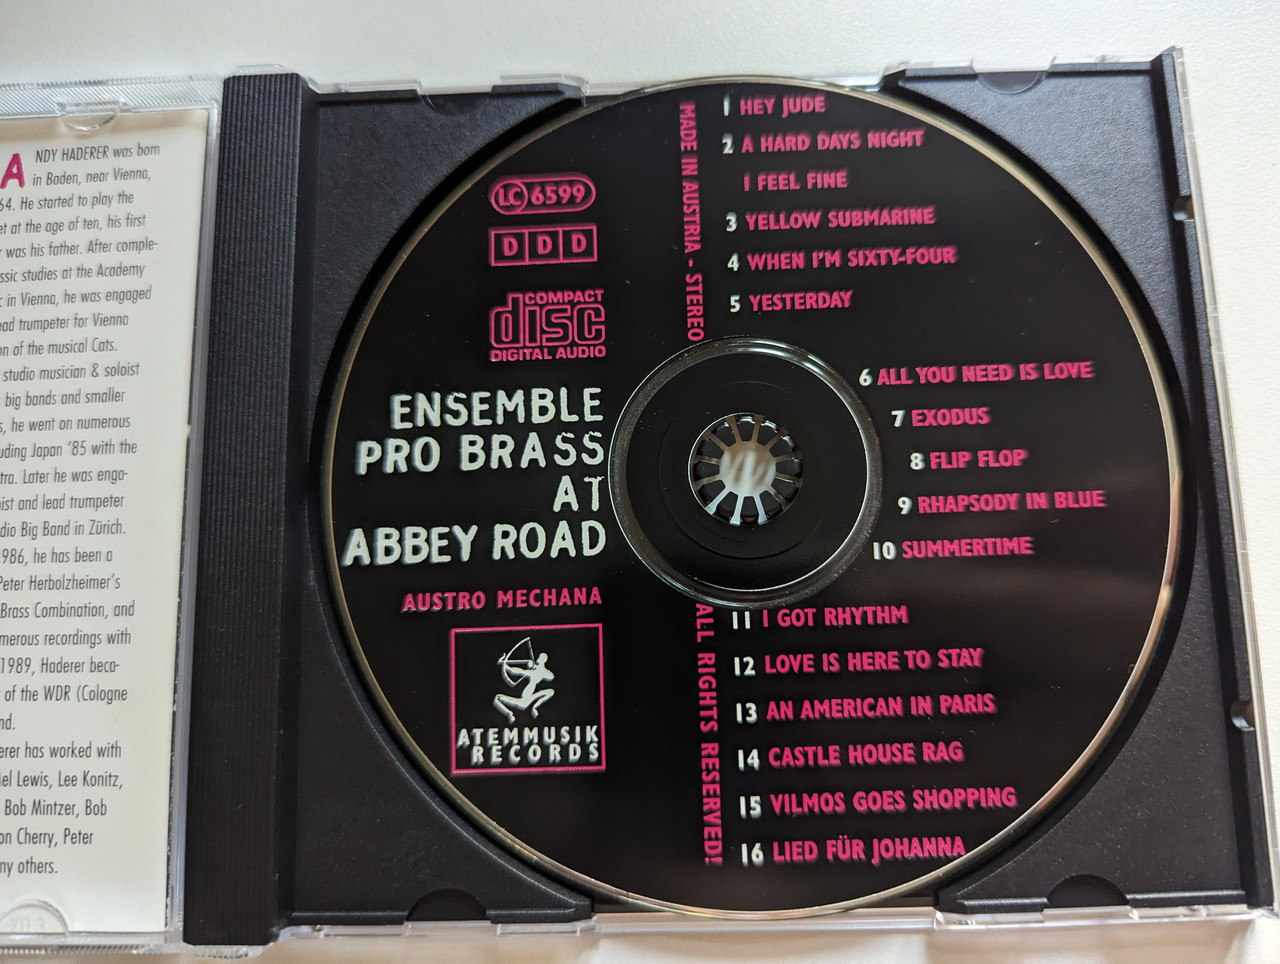 A NDY HADERER was born
in Baden, near Vienna,
64. He started to play the
et at the age of ten, his first
r was his father. After comple-
ssic studies at the Academy
c in Vienna, he was engaged
ead trumpeter for Vienna
on of the musical Cats.
studio musician & soloist
big bands and smaller
s, he went on numerous
uding Japan '85 with the
tra. Later he was enga-
ist and lead trumpeter
dio Big Band in Zürich.
986, he has been a
Peter Herbolzheimer's
Brass Combination, and
merous recordings with
1989, Haderer beca-
of the WDR (Cologne
nd.
erer has worked with
el Lewis, Lee Konitz,
Bob Mintzer, Bob
on Cherry, Peter
ny others.
LC 6599
DDD
COMPACT
disc
DIGITAL AUDIO
ENSEMBLE
PRO BRASS
AT
ABBEY ROAD
AUSTRO MECHANA
ATEMMUSIK
RECORDS
MADE IN AUSTRIA - STEREO
ALL RIGHTS RESERVED!
1 HEY JUDE
2 A HARD DAYS NIGHT
I FEEL FINE
3 YELLOW SUBMARINE
4 WHEN I'M SIXTY-FOUR
5 YESTERDAY
6 ALL YOU NEED IS LOVE
7 EXODUS
8 FLIP FLOP
9 RHAPSODY IN BLUE
10 SUMMERTIME
11 I GOT RHYTHM
12 LOVE IS HERE TO STAY
13 AN AMERICAN IN PARIS
14 CASTLE HOUSE RAG
15 VILMOS GOES SHOPPING
16 LIED FÜR JOHANNA